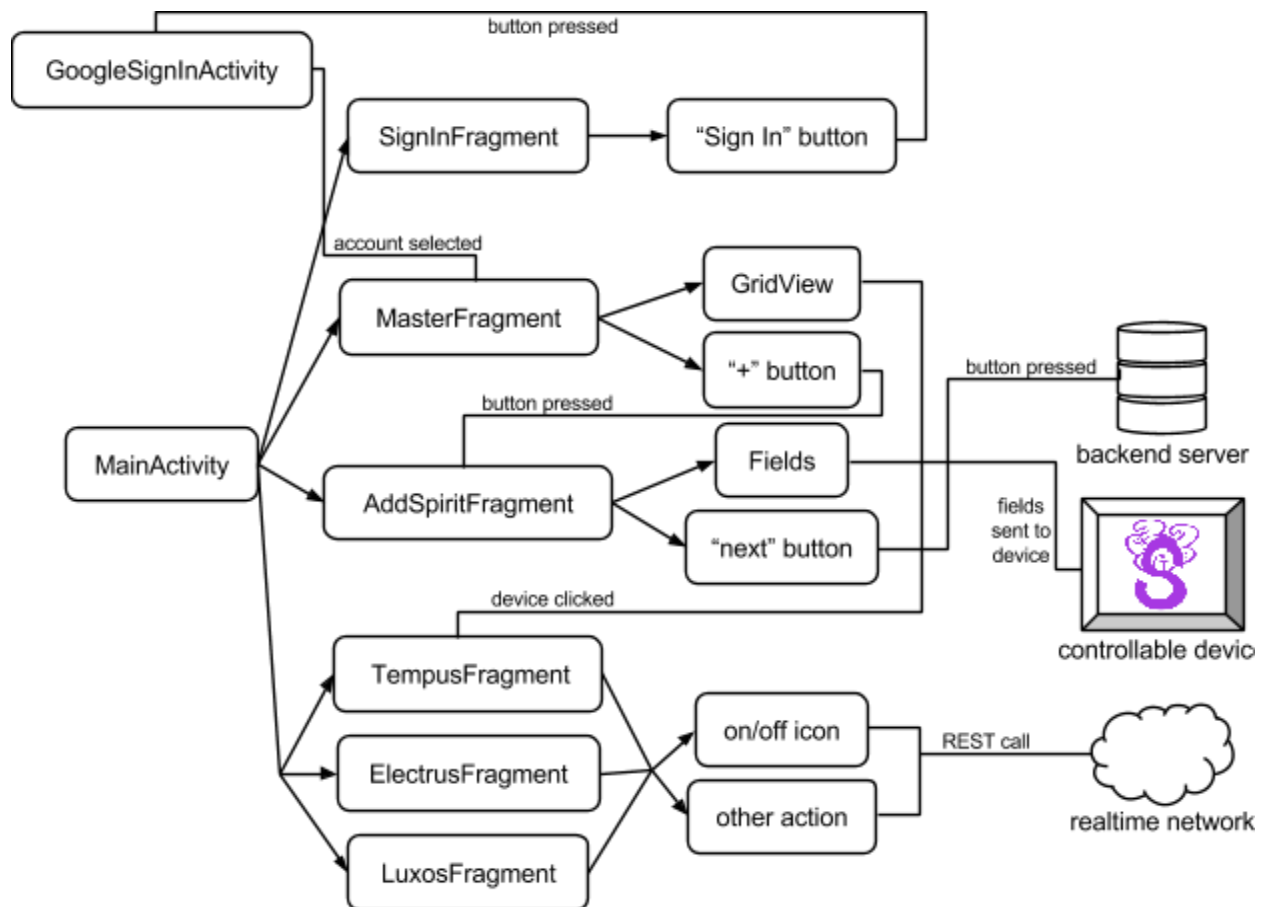 button pressed
GoogleSignInActivity
SignInFragment
“Sign In” button
account selected
GridView
MasterFragment
“+” button
button pressed
button pressed
MainActivity
backend server
Fields
AddSpiritFragment
fields
sent to
device
“next” button
device clicked
controllable devic
TempusFragment
on/off icon
REST call
ElectrusFragment
other action
realtime network
LuxosFragment